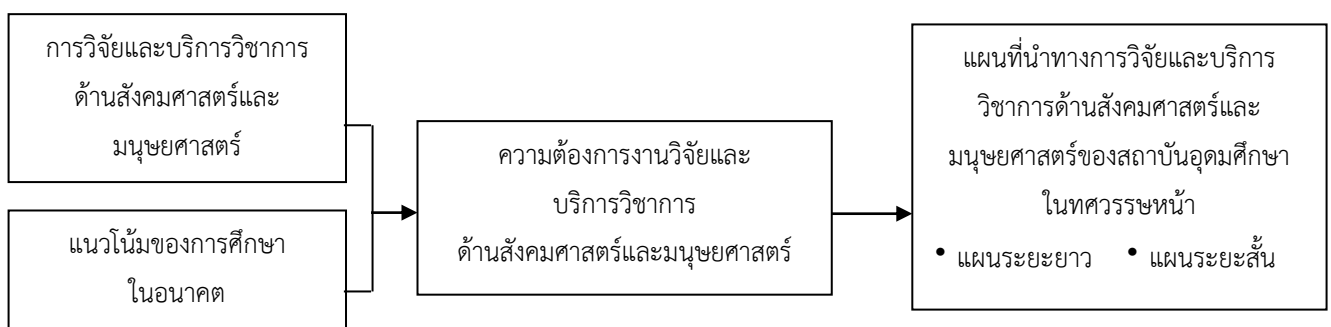 การวิจัยและบริการวิชาการ
ด้านสังคมศาสตร์และ
มนุษยศาสตร์
แนวโน้มของการศึกษา
ในอนาคต
ความต้องการงานวิจัยและ
บริการวิชาการ
ด้านสังคมศาสตร์และมนุษยศาสตร์
แผนที่นำทางการวิจัยและบริการ
วิชาการด้านสังคมศาสตร์และ
มนุษยศาสตร์ของสถาบันอุดมศึกษา
ในทศวรรษหน้า
• แผนระยะยาว • แผนระยะสั้น